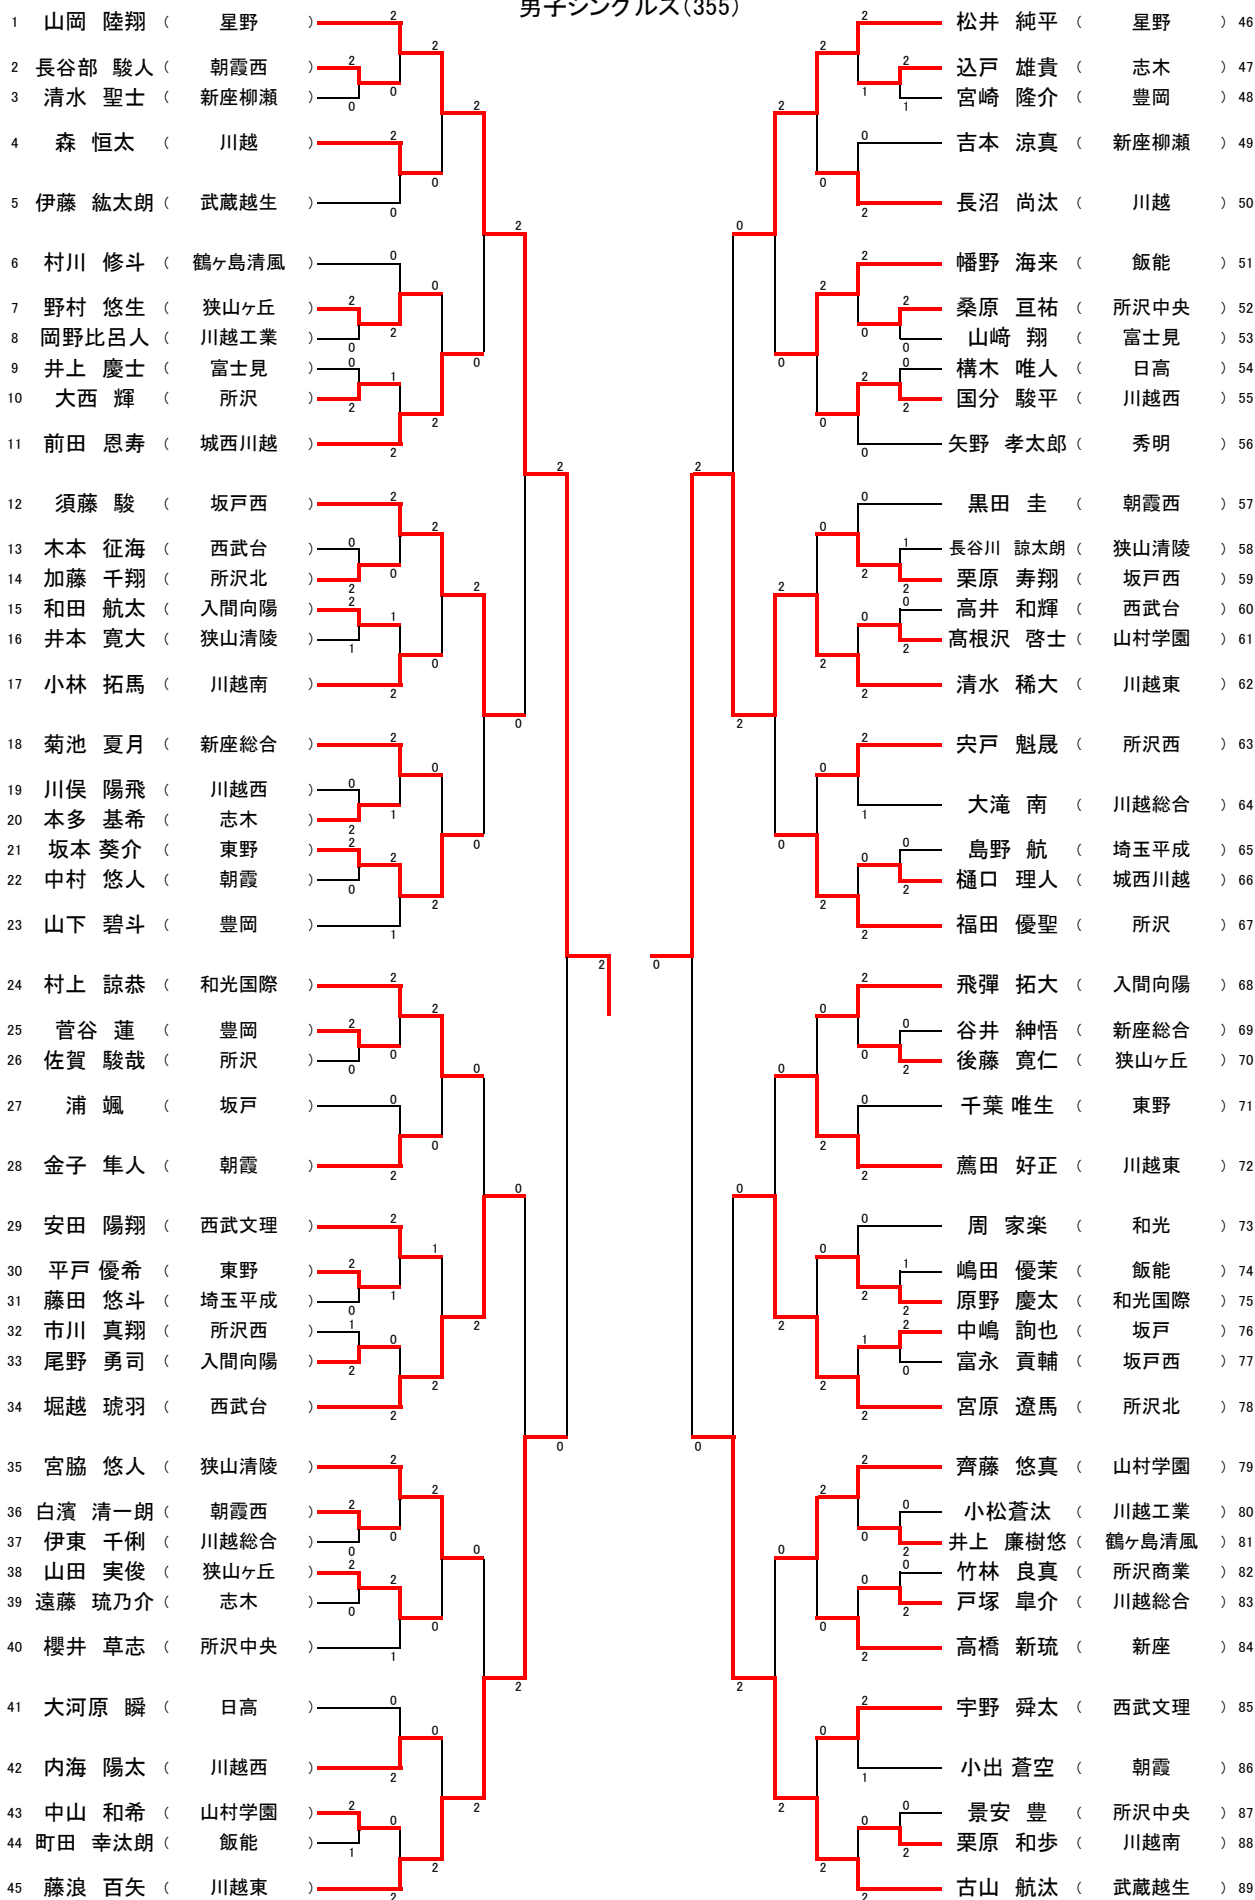 男子シングルス(355)
1 山岡 陸翔 ( 星野 )
2 長谷部 駿人 ( 朝霞西 )
3 清水 聖士 ( 新座柳瀬 )
4 森 恒太 ( 川越 )
5 伊藤 紘太朗 ( 武蔵越生 )
6 村川 修斗 ( 鶴ヶ島清風 )
7 野村 悠生 ( 狭山ヶ丘 )
8 岡野比呂人 ( 川越工業 )
9 井上 慶士 ( 富士見 )
10 大西 輝 ( 所沢 )
11 前田 恩寿 ( 城西川越 )
12 須藤 駿 ( 坂戸西 )
13 木本 征海 ( 西武台 )
14 加藤 千翔 ( 所沢北 )
15 和田 航太 ( 入間向陽 )
16 井本 寛大 ( 狭山清陵 )
17 小林 拓馬 ( 川越南 )
18 菊池 夏月 ( 新座総合 )
19 川俣 陽飛 ( 川越西 )
20 本多 基希 ( 志木 )
21 坂本 葵介 ( 東野 )
22 中村 悠人 ( 朝霞 )
23 山下 碧斗 ( 豊岡 )
24 村上 諒恭 ( 和光国際 )
25 菅谷 蓮 ( 豊岡 )
26 佐賀 駿哉 ( 所沢 )
27 浦 颯 ( 坂戸 )
28 金子 隼人 ( 朝霞 )
29 安田 陽翔 ( 西武文理 )
30 平戸 優希 ( 東野 )
31 藤田 悠斗 ( 埼玉平成 )
32 市川 真翔 ( 所沢西 )
33 尾野 勇司 ( 入間向陽 )
34 堀越 琥羽 ( 西武台 )
35 宮脇 悠人 ( 狭山清陵 )
36 白濱 清一朗 ( 朝霞西 )
37 伊東 千俐 ( 川越総合 )
38 山田 実俊 ( 狭山ヶ丘 )
39 遠藤 琉乃介 ( 志木 )
40 櫻井 草志 ( 所沢中央 )
41 大河原 瞬 ( 日高 )
42 内海 陽太 ( 川越西 )
43 中山 和希 ( 山村学園 )
44 町田 幸汰朗 ( 飯能 )
45 藤浪 百矢 ( 川越東 )
松井 純平 ( 星野 ) 46
込戸 雄貴 ( 志木 ) 47
宮崎 隆介 ( 豊岡 ) 48
吉本 涼真 ( 新座柳瀬 ) 49
長沼 尚汰 ( 川越 ) 50
幡野 海来 ( 飯能 ) 51
桑原 亘祐 ( 所沢中央 ) 52
山﨑 翔 ( 富士見 ) 53
構木 唯人 ( 日高 ) 54
国分 駿平 ( 川越西 ) 55
矢野 孝太郎 ( 秀明 ) 56
黒田 圭 ( 朝霞西 ) 57
長谷川 諒太朗 ( 狭山清陵 ) 58
栗原 寿翔 ( 坂戸西 ) 59
高井 和輝 ( 西武台 ) 60
髙根沢 啓士 ( 山村学園 ) 61
清水 稀大 ( 川越東 ) 62
宍戸 魁晟 ( 所沢西 ) 63
大滝 南 ( 川越総合 ) 64
島野 航 ( 埼玉平成 ) 65
樋口 理人 ( 城西川越 ) 66
福田 優聖 ( 所沢 ) 67
飛彈 拓大 ( 入間向陽 ) 68
谷井 紳悟 ( 新座総合 ) 69
後藤 寛仁 ( 狭山ヶ丘 ) 70
千葉 唯生 ( 東野 ) 71
薦田 好正 ( 川越東 ) 72
周 家楽 ( 和光 ) 73
嶋田 優茉 ( 飯能 ) 74
原野 慶太 ( 和光国際 ) 75
中嶋 詢也 ( 坂戸 ) 76
富永 貢輔 ( 坂戸西 ) 77
宮原 遼馬 ( 所沢北 ) 78
齊藤 悠真 ( 山村学園 ) 79
小松蒼汰 ( 川越工業 ) 80
井上 廉樹悠 ( 鶴ヶ島清風 ) 81
竹林 良真 ( 所沢商業 ) 82
戸塚 皐介 ( 川越総合 ) 83
高橋 新琉 ( 新座 ) 84
宇野 舜太 ( 西武文理 ) 85
小出 蒼空 ( 朝霞 ) 86
景安 豊 ( 所沢中央 ) 87
栗原 和歩 ( 川越南 ) 88
古山 航汰 ( 武蔵越生 ) 89